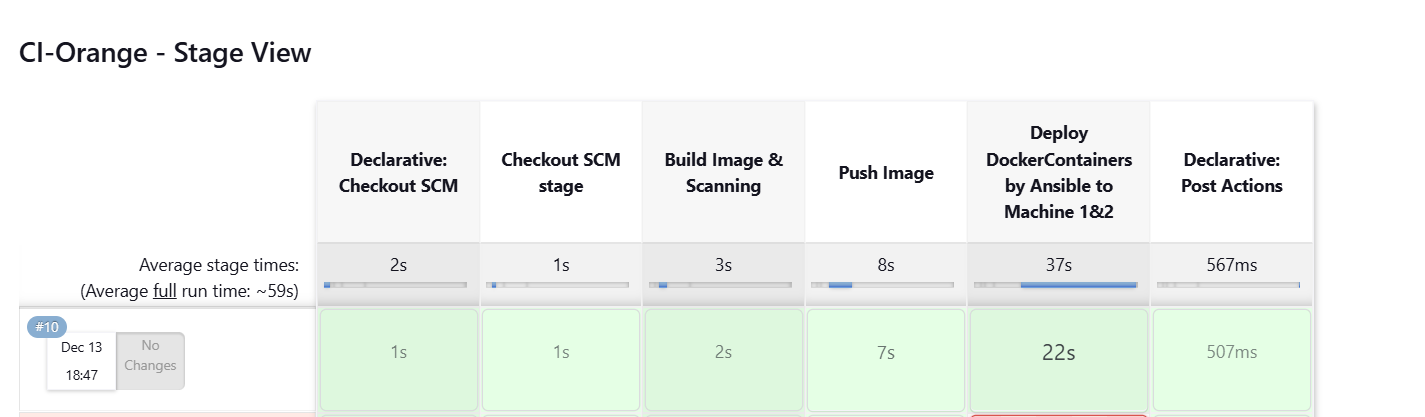 CI-Orange - Stage View
Declarative:
Checkout SCM
Checkout SCM
stage
Build Image &
Scanning
Push Image
Deploy
DockerContainers
by Ansible to
Machine 1&2
Declarative:
Post Actions
Average stage times:
(Average full run time: ~59s)
2s
1s
3s
8s
37s
567ms
#10
Dec 13
18:47
No
Changes
1s
1s
2s
7s
22s
507ms